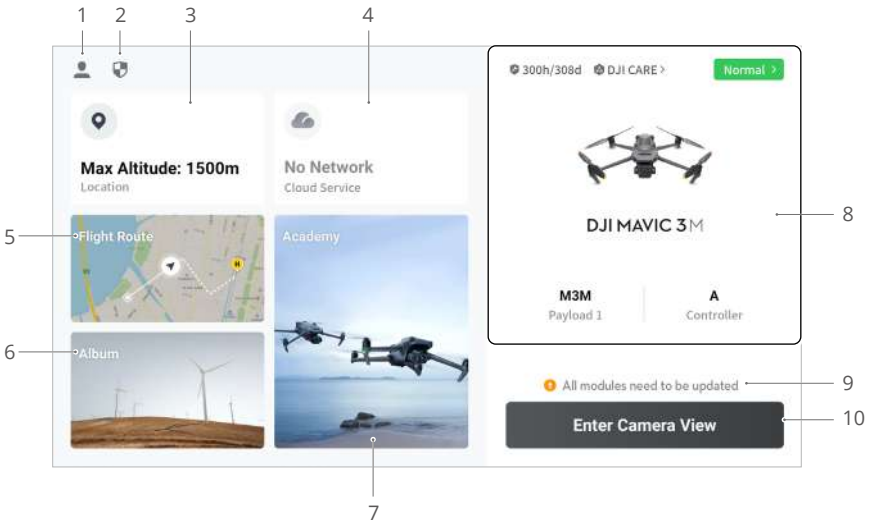 1
2
3
4
300h/308d DJI CARE >
Normal >
Max Altitude: 1500m
Location
No Network
Cloud Service
5
Flight Route
H
Academy
DJI MAVIC 3M
8
M3M
Payload 1
A
Controller
6
Album
All modules need to be updated
9
Enter Camera View
10
7